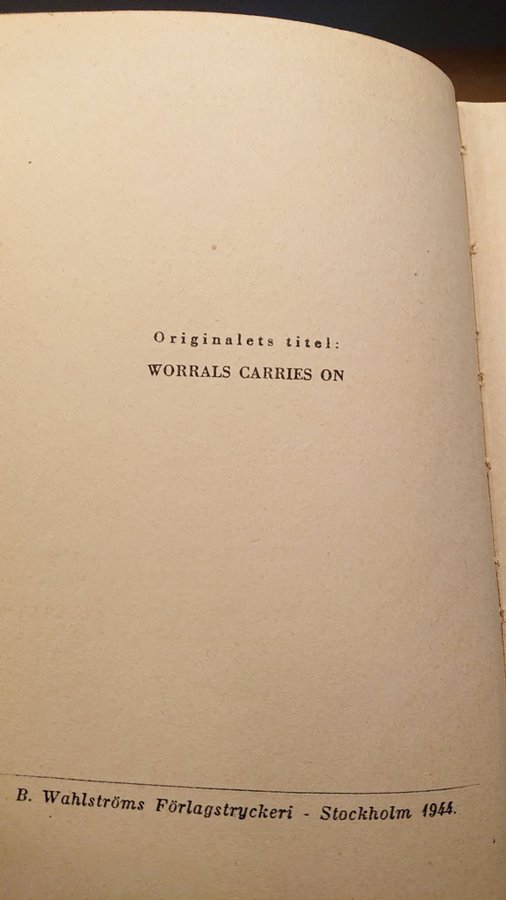 Originalets titel:
WORRALS CARRIES ON
B. Wahlströms Förlagstryckeri - Stockholm 1944.